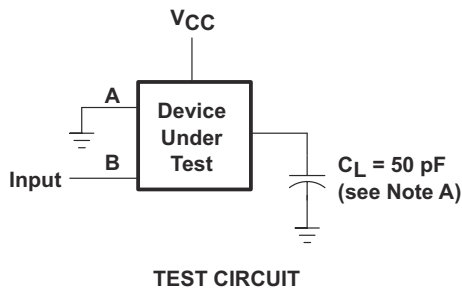 VCC
A
Device
Under
Test
B
Input
CL = 50 pF
(see Note A)
TEST CIRCUIT